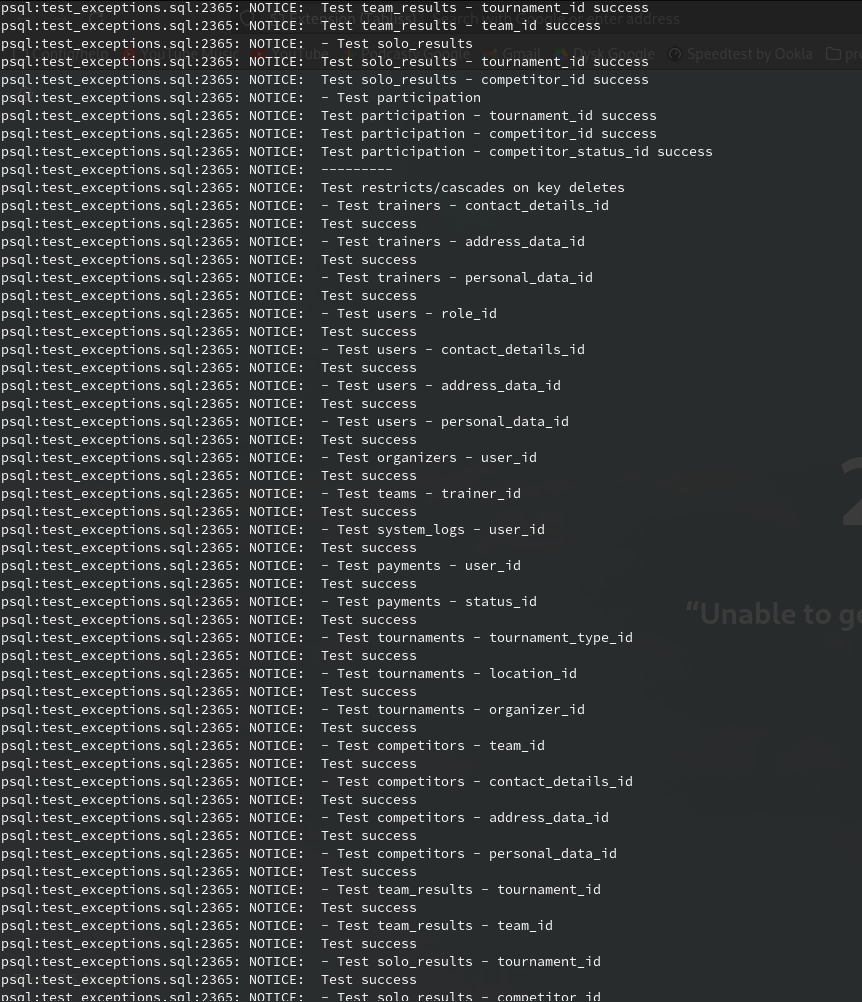 psql:test_exceptions.sql:2365: NOTICE:  Test team_results - tournament_id success
psql:test_exceptions.sql:2365: NOTICE:  Test team_results - team_id success
psql:test_exceptions.sql:2365: NOTICE:  - Test solo_results
psql:test_exceptions.sql:2365: NOTICE:  Test solo_results - tournament_id success
psql:test_exceptions.sql:2365: NOTICE:  Test solo_results - competitor_id success
psql:test_exceptions.sql:2365: NOTICE:  - Test participation
psql:test_exceptions.sql:2365: NOTICE:  Test participation - tournament_id success
psql:test_exceptions.sql:2365: NOTICE:  Test participation - competitor_id success
psql:test_exceptions.sql:2365: NOTICE:  Test participation - competitor_status_id success
psql:test_exceptions.sql:2365: NOTICE:  ---------
psql:test_exceptions.sql:2365: NOTICE:  Test restricts/cascades on key deletes
psql:test_exceptions.sql:2365: NOTICE:  - Test trainers - contact_details_id
psql:test_exceptions.sql:2365: NOTICE:  Test success
psql:test_exceptions.sql:2365: NOTICE:  - Test trainers - address_data_id
psql:test_exceptions.sql:2365: NOTICE:  Test success
psql:test_exceptions.sql:2365: NOTICE:  - Test trainers - personal_data_id
psql:test_exceptions.sql:2365: NOTICE:  Test success
psql:test_exceptions.sql:2365: NOTICE:  - Test users - role_id
psql:test_exceptions.sql:2365: NOTICE:  Test success
psql:test_exceptions.sql:2365: NOTICE:  - Test users - contact_details_id
psql:test_exceptions.sql:2365: NOTICE:  Test success
psql:test_exceptions.sql:2365: NOTICE:  - Test users - address_data_id
psql:test_exceptions.sql:2365: NOTICE:  Test success
psql:test_exceptions.sql:2365: NOTICE:  - Test users - personal_data_id
psql:test_exceptions.sql:2365: NOTICE:  Test success
psql:test_exceptions.sql:2365: NOTICE:  - Test organizers - user_id
psql:test_exceptions.sql:2365: NOTICE:  Test success
psql:test_exceptions.sql:2365: NOTICE:  - Test teams - trainer_id
psql:test_exceptions.sql:2365: NOTICE:  Test success
psql:test_exceptions.sql:2365: NOTICE:  - Test system_logs - user_id
psql:test_exceptions.sql:2365: NOTICE:  Test success
psql:test_exceptions.sql:2365: NOTICE:  - Test payments - user_id
psql:test_exceptions.sql:2365: NOTICE:  Test success
psql:test_exceptions.sql:2365: NOTICE:  - Test payments - status_id
psql:test_exceptions.sql:2365: NOTICE:  Test success
psql:test_exceptions.sql:2365: NOTICE:  - Test tournaments - tournament_type_id
psql:test_exceptions.sql:2365: NOTICE:  Test success
psql:test_exceptions.sql:2365: NOTICE:  - Test tournaments - location_id
psql:test_exceptions.sql:2365: NOTICE:  Test success
psql:test_exceptions.sql:2365: NOTICE:  - Test tournaments - organizer_id
psql:test_exceptions.sql:2365: NOTICE:  Test success
psql:test_exceptions.sql:2365: NOTICE:  - Test competitors - team_id
psql:test_exceptions.sql:2365: NOTICE:  Test success
psql:test_exceptions.sql:2365: NOTICE:  - Test competitors - contact_details_id
psql:test_exceptions.sql:2365: NOTICE:  Test success
psql:test_exceptions.sql:2365: NOTICE:  - Test competitors - address_data_id
psql:test_exceptions.sql:2365: NOTICE:  Test success
psql:test_exceptions.sql:2365: NOTICE:  - Test competitors - personal_data_id
psql:test_exceptions.sql:2365: NOTICE:  Test success
psql:test_exceptions.sql:2365: NOTICE:  - Test team_results - tournament_id
psql:test_exceptions.sql:2365: NOTICE:  Test success
psql:test_exceptions.sql:2365: NOTICE:  - Test team_results - team_id
psql:test_exceptions.sql:2365: NOTICE:  Test success
psql:test_exceptions.sql:2365: NOTICE:  - Test solo_results - tournament_id
psql:test_exceptions.sql:2365: NOTICE:  Test success
psql:test_exceptions.sql:2365: NOTICE:  - Test solo_results - competitor_id
Search with Google or enter address
Gmail
Dysk Google
Speedtest by Ookla
“Unable to